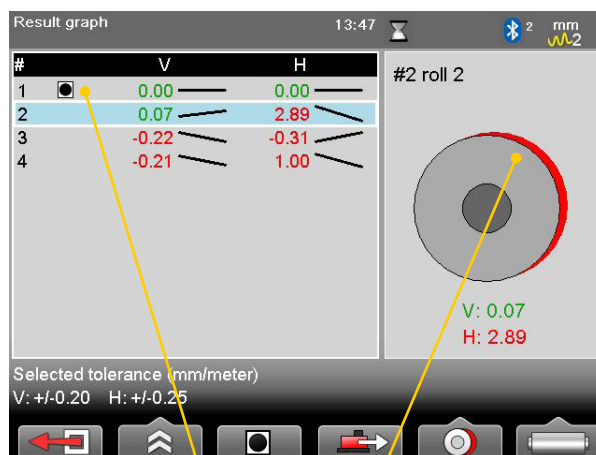 Result graph 13:47 2 mm
2
# V H
1 0.00 0.00
2 0.07 2.89
3 -0.22 -0.31
4 -0.21 1.00
#2 roll 2
V: 0.07
H: 2.89
Selected tolerance (mm/meter)
V: +/-0.20 H: +/-0.25